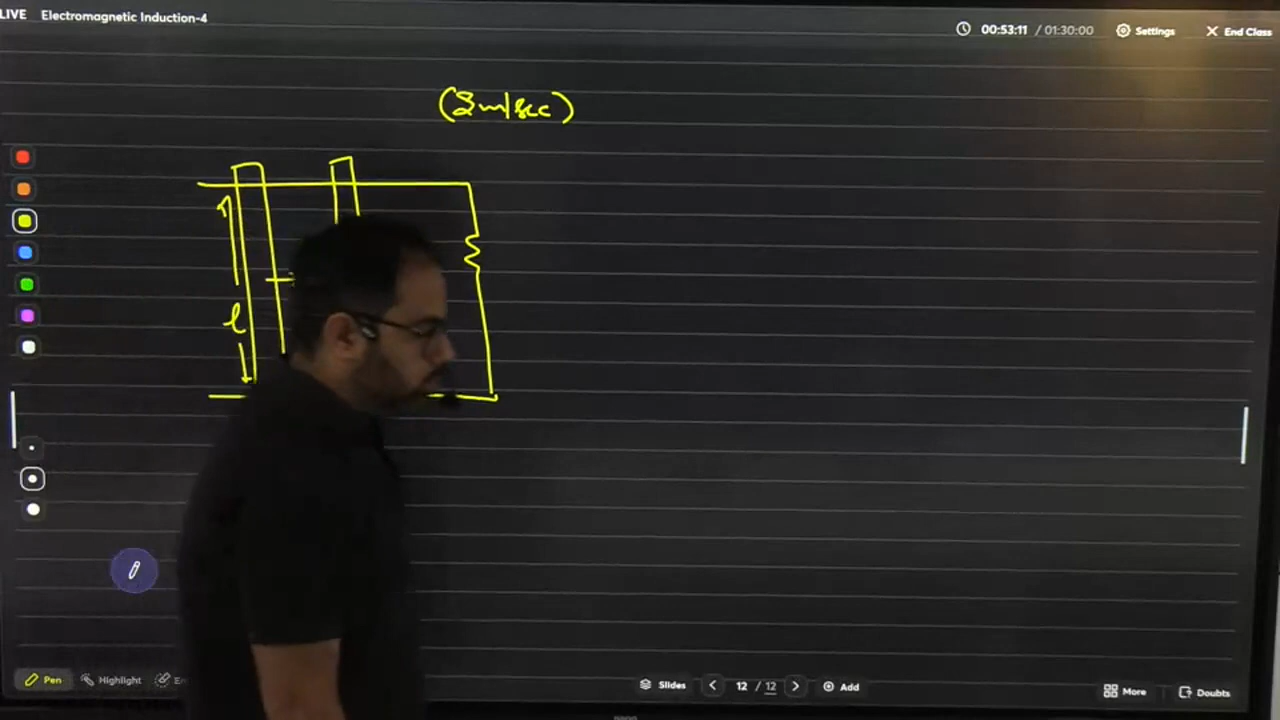 LIVE Electromagnetic Induction-4
00:53:11 / 01:30:00 Settings End Class
(2m/sec)
l
Pen Highlight
Slides 12 / 12 Add More Doubts